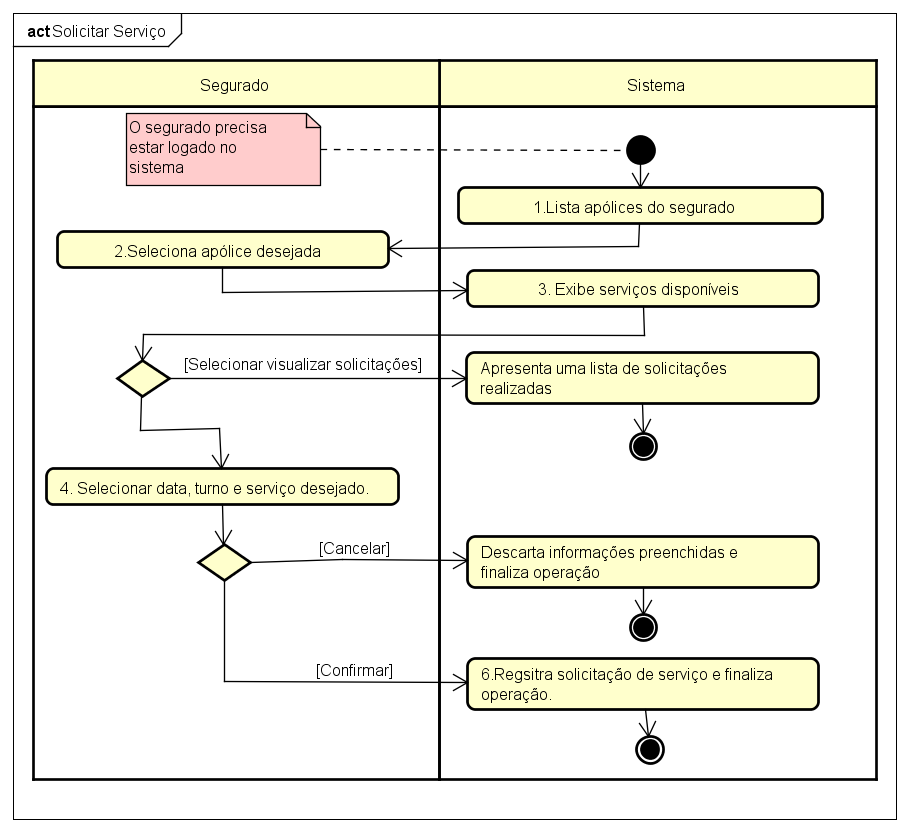 act Solicitar Serviço
Segurado
Sistema
O segurado precisa
estar logado no
sistema
1.Lista apólices do segurado
2.Seleciona apólice desejada
3. Exibe serviços disponíveis
[Selecionar visualizar solicitações]
Apresenta uma lista de solicitações
realizadas
4. Selecionar data, turno e serviço desejado.
[Cancelar]
Descarta informações preenchidas e
finaliza operação
[Confirmar]
6.Regsitra solicitação de serviço e finaliza
operação.